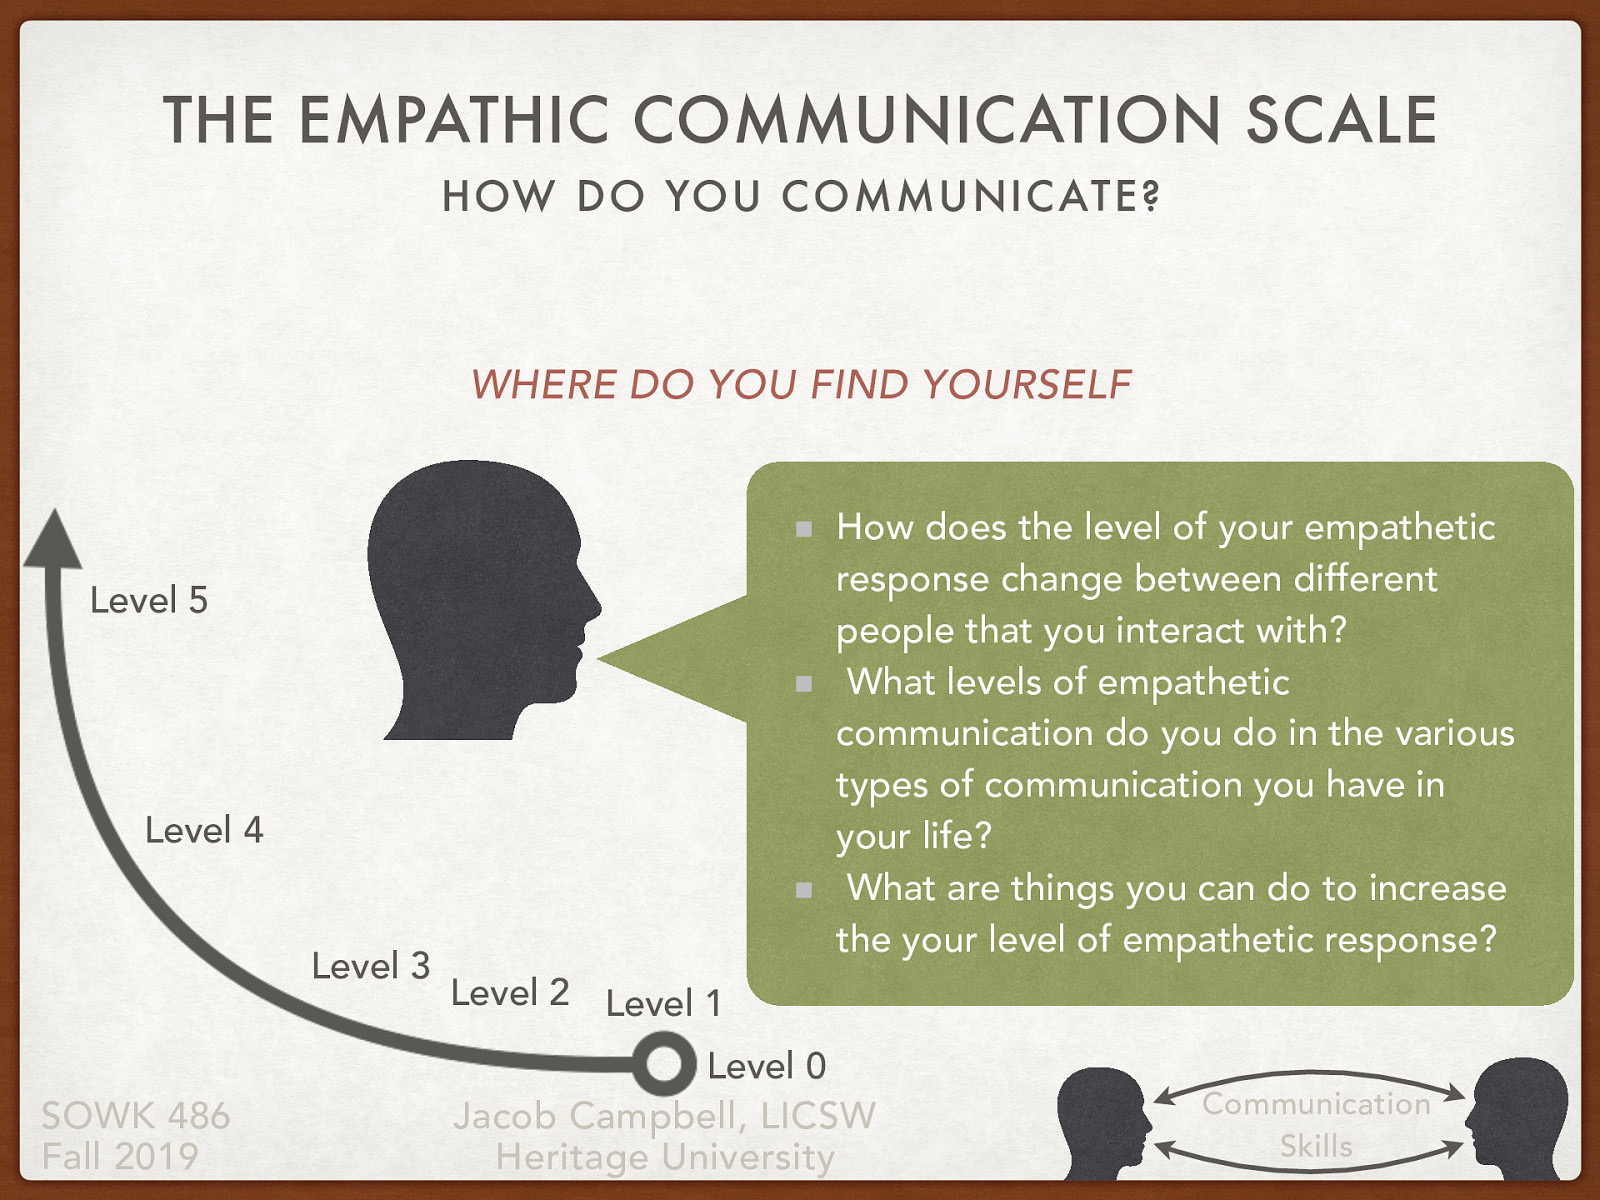 THE EMPATHIC COMMUNICATION SCALE
HOW DO YOU COMMUNICATE?
WHERE DO YOU FIND YOURSELF
■ How does the level of your empathetic
response change between different
people that you interact with?
■ What levels of empathetic
communication do you do in the various
types of communication you have in
your life?
■ What are things you can do to increase
the your level of empathetic response?
Level 5
Level 4
Level 3
Level 2
Level 1
Level 0
SOWK 486
Fall 2019
Jacob Campbell, LICSW
Heritage University
Communication
Skills